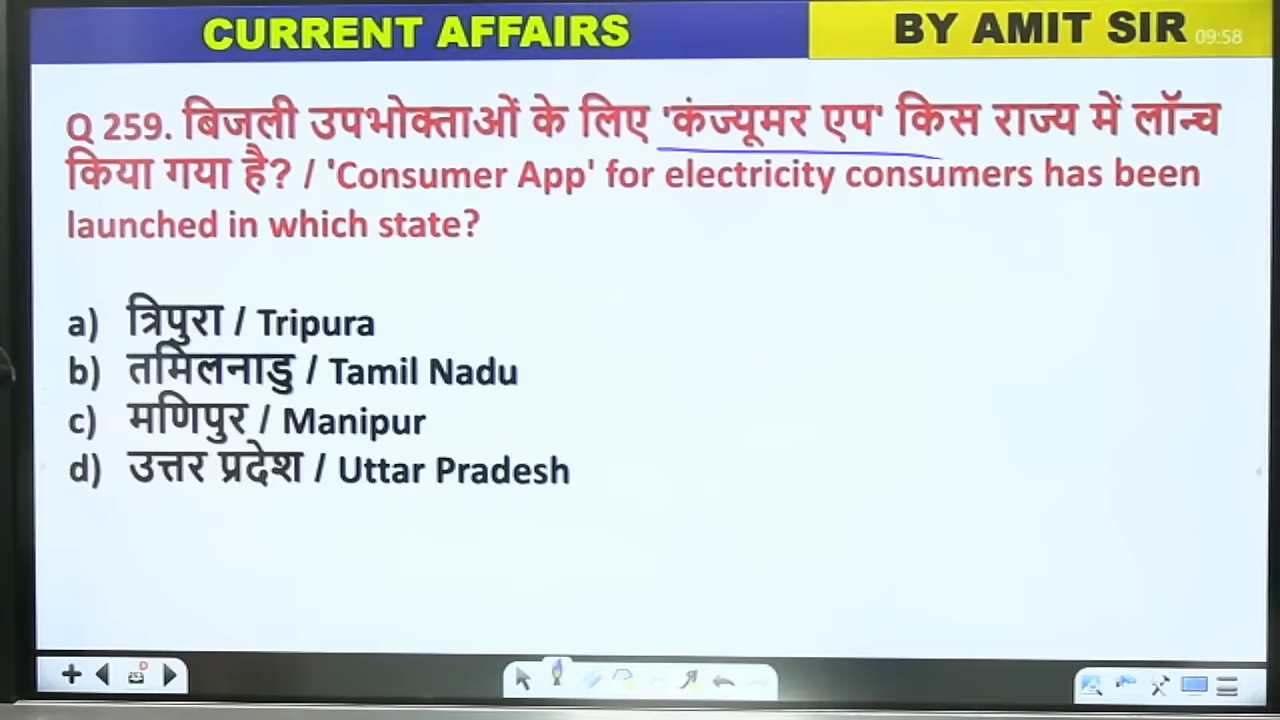 CURRENT AFFAIRS
BY AMIT SIR
09:58
Q 259. बिजली उपभोक्ताओं के लिए 'कंज्यूमर एप' किस राज्य में लॉन्च
किया गया है? / 'Consumer App' for electricity consumers has been
launched in which state?
a) त्रिपुरा / Tripura
b) तमिलनाडु / Tamil Nadu
c) मणिपुर / Manipur
d) उत्तर प्रदेश / Uttar Pradesh